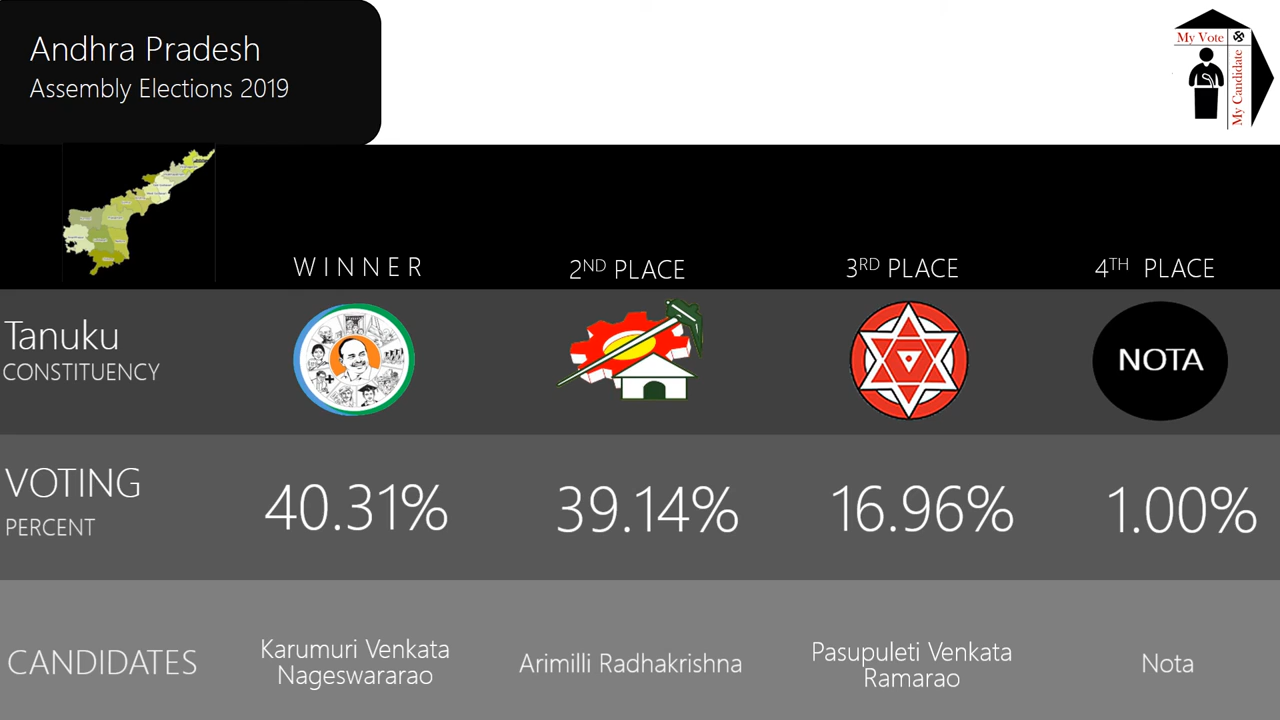 Andhra Pradesh
Assembly Elections 2019
My Vote
My Candidate
WINNER
2ND PLACE
3RD PLACE
4TH PLACE
Tanuku
CONSTITUENCY
NOTA
VOTING
PERCENT
40.31%
39.14%
16.96%
1.00%
CANDIDATES
Karumuri Venkata
Nageswararao
Arimilli Radhakrishna
Pasupuleti Venkata
Ramarao
Nota